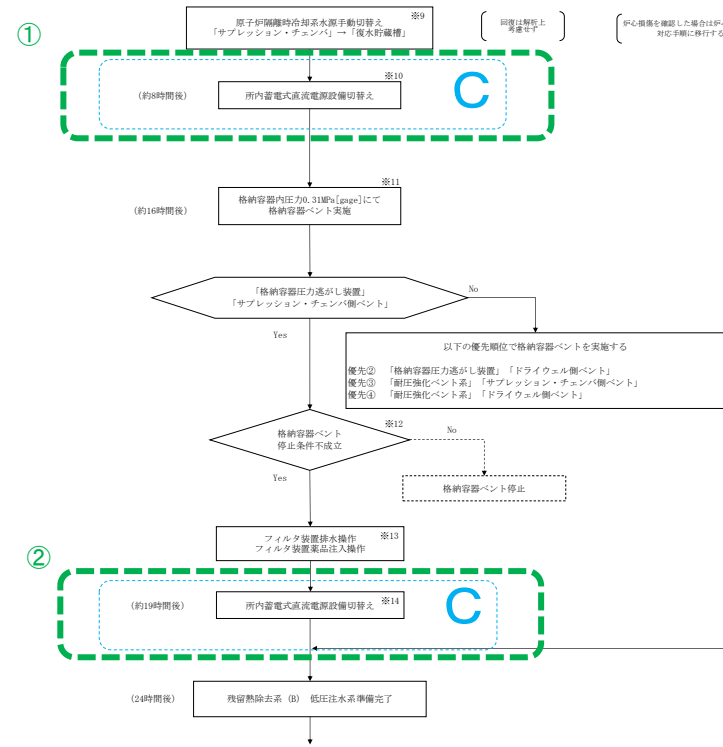 ①
※9
原子炉隔離時冷却系水源手動切替え
「サプレッション・チェンバ」→「復水貯蔵槽」
回復は解析上
考慮せず
炉心損傷を確認した場合は炉心
対応手順に移行する
※10
(約8時間後)
所内蓄電式直流電源設備切替え
C
※11
(約16時間後)
格納容器内圧力0.31MPa[gage]にて
格納容器ベント実施
「格納容器圧力逃がし装置」
「サプレッション・チェンバ側ベント」
No
Yes
以下の優先順位で格納容器ベントを実施する
優先② 「格納容器圧力逃がし装置」「ドライウェル側ベント」
優先③ 「耐圧強化ベント系」「サプレッション・チェンバ側ベント」
優先④ 「耐圧強化ベント系」「ドライウェル側ベント」
※12
格納容器ベント
停止条件不成立
No
Yes
格納容器ベント停止
※13
フィルタ装置排水操作
フィルタ装置薬品注入操作
②
※14
(約19時間後)
所内蓄電式直流電源設備切替え
C
(24時間後)
残留熱除去系 (B) 低圧注水系準備完了